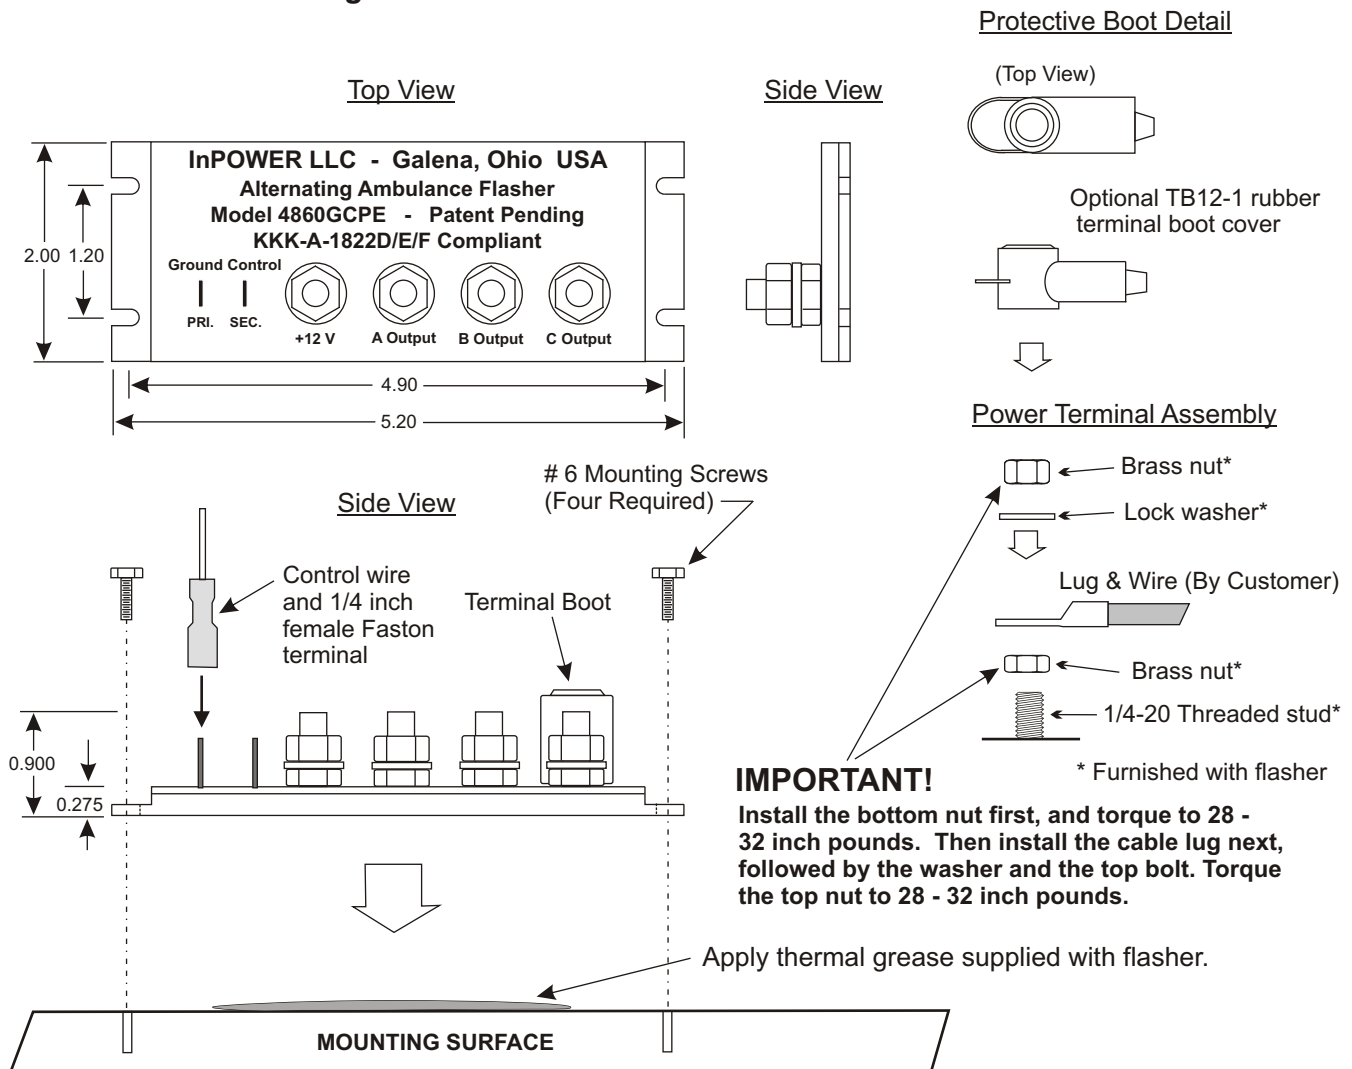 Protective Boot Detail
(Top View)
Top View
Side View
InPOWER LLC - Galena, Ohio USA
Alternating Ambulance Flasher
Model 4860GCPE - Patent Pending
KKK-A-1822D/E/F Compliant
Ground Control
PRI.
SEC.
+12 V
A Output
B Output
C Output
2.00
1.20
4.90
5.20
Optional TB12-1 rubber
terminal boot cover
Power Terminal Assembly
Brass nut*
Lock washer*
Lug & Wire (By Customer)
Brass nut*
1/4-20 Threaded stud*
* Furnished with flasher
# 6 Mounting Screws
(Four Required)
Side View
Control wire
and 1/4 inch
female Faston
terminal
Terminal Boot
0.900
0.275
IMPORTANT!
Install the bottom nut first, and torque to 28 -
32 inch pounds. Then install the cable lug next,
followed by the washer and the top bolt. Torque
the top nut to 28 - 32 inch pounds.
Apply thermal grease supplied with flasher.
MOUNTING SURFACE